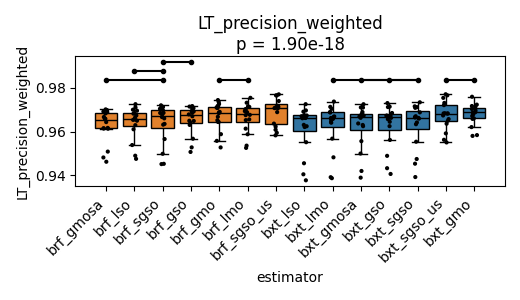 LT_precision_weighted
p = 1.90e-18
LT_precision_weighted
0.98
0.96
0.94
brf_gmosa
brf_lso
brf_sgso
brf_gso
brf_gmo
brf_lmo
brf_sgso_us
bxt_lso
bxt_lmo
bxt_gmosa
bxt_gso
bxt_sgso
bxt_sgso_us
bxt_gmo
estimator